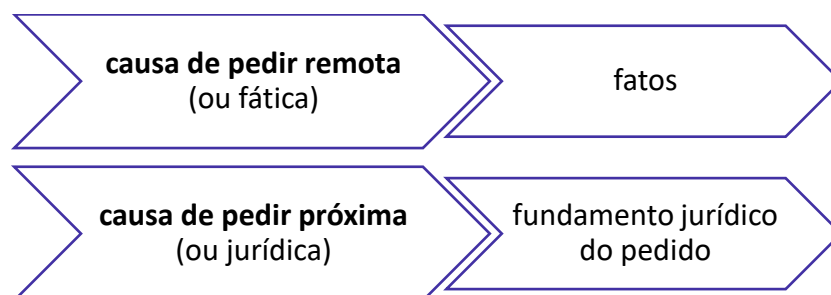 causa de pedir remota
(ou fática)
fatos
causa de pedir próxima
(ou jurídica)
fundamento jurídico
do pedido